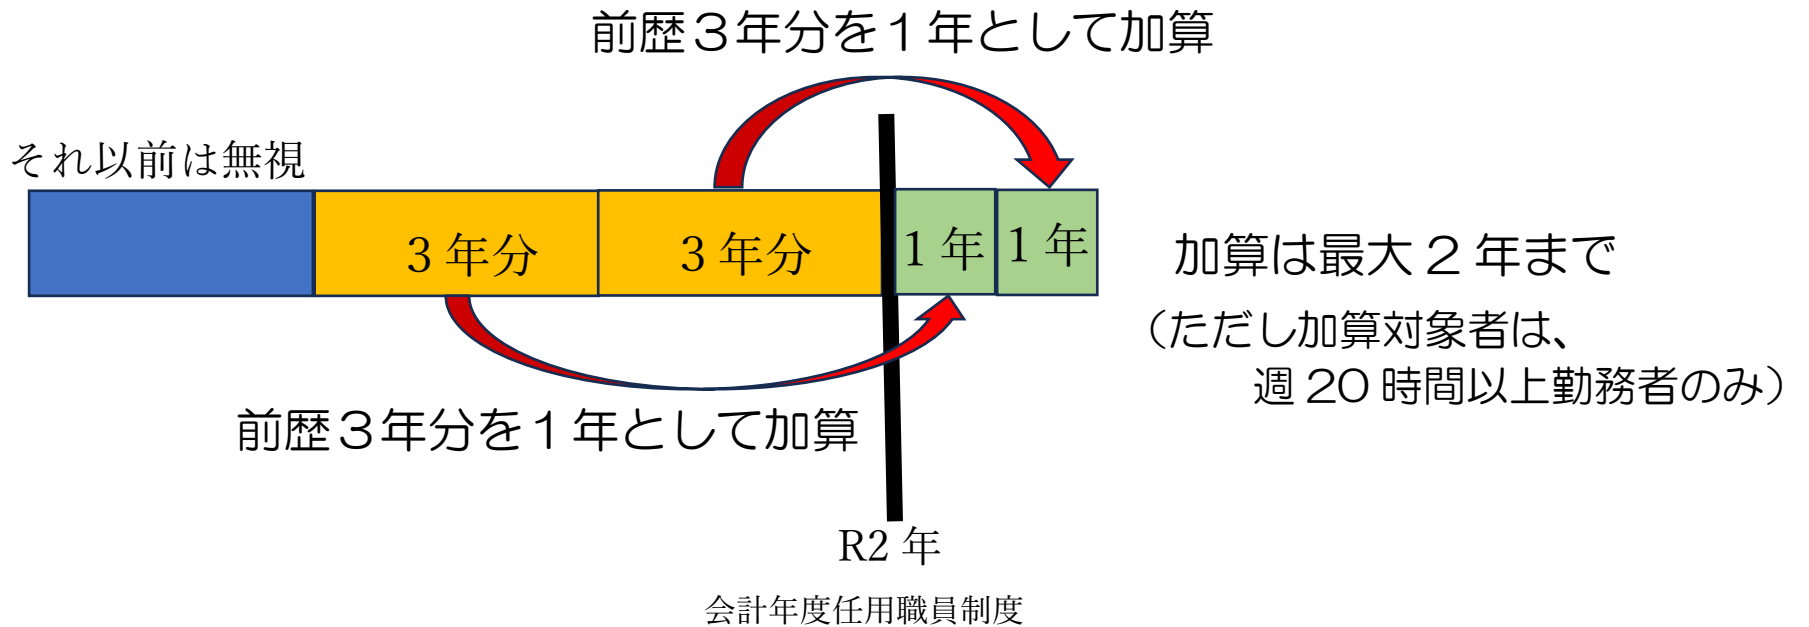 前歴３年分を１年として加算
それ以前は無視
3 年分
3 年分
1 年
1 年
加算は最大 2 年まで
（ただし加算対象者は、
週 20 時間以上勤務者のみ）
前歴３年分を１年として加算
R2 年
会計年度任用職員制度